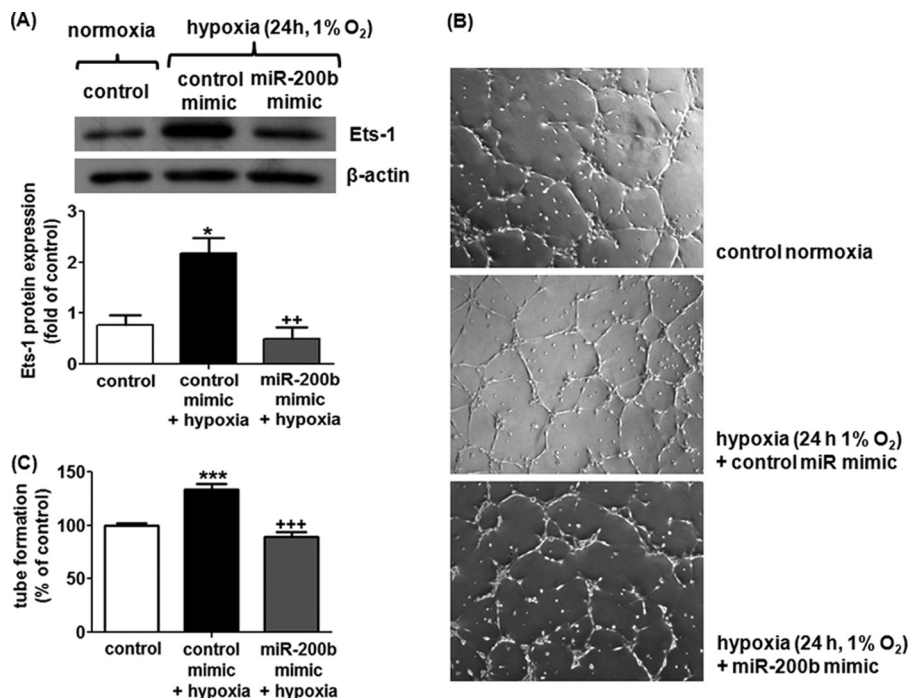 (A)
normoxia
hypoxia (24h, 1% O₂)
control
control
mimic
miR-200b
mimic
Ets-1
β-actin
Ets-1 protein expression
(fold of control)
3
2
1
0
*
++
control
control
mimic
+ hypoxia
miR-200b
mimic
+ hypoxia
(B)
control normoxia
hypoxia (24 h 1% O₂)
+ control miR mimic
hypoxia (24 h, 1% O₂)
+ miR-200b mimic
(C)
tube formation
(% of control)
150
100
50
0
***
+++
control
control
mimic
+ hypoxia
miR-200b
mimic
+ hypoxia